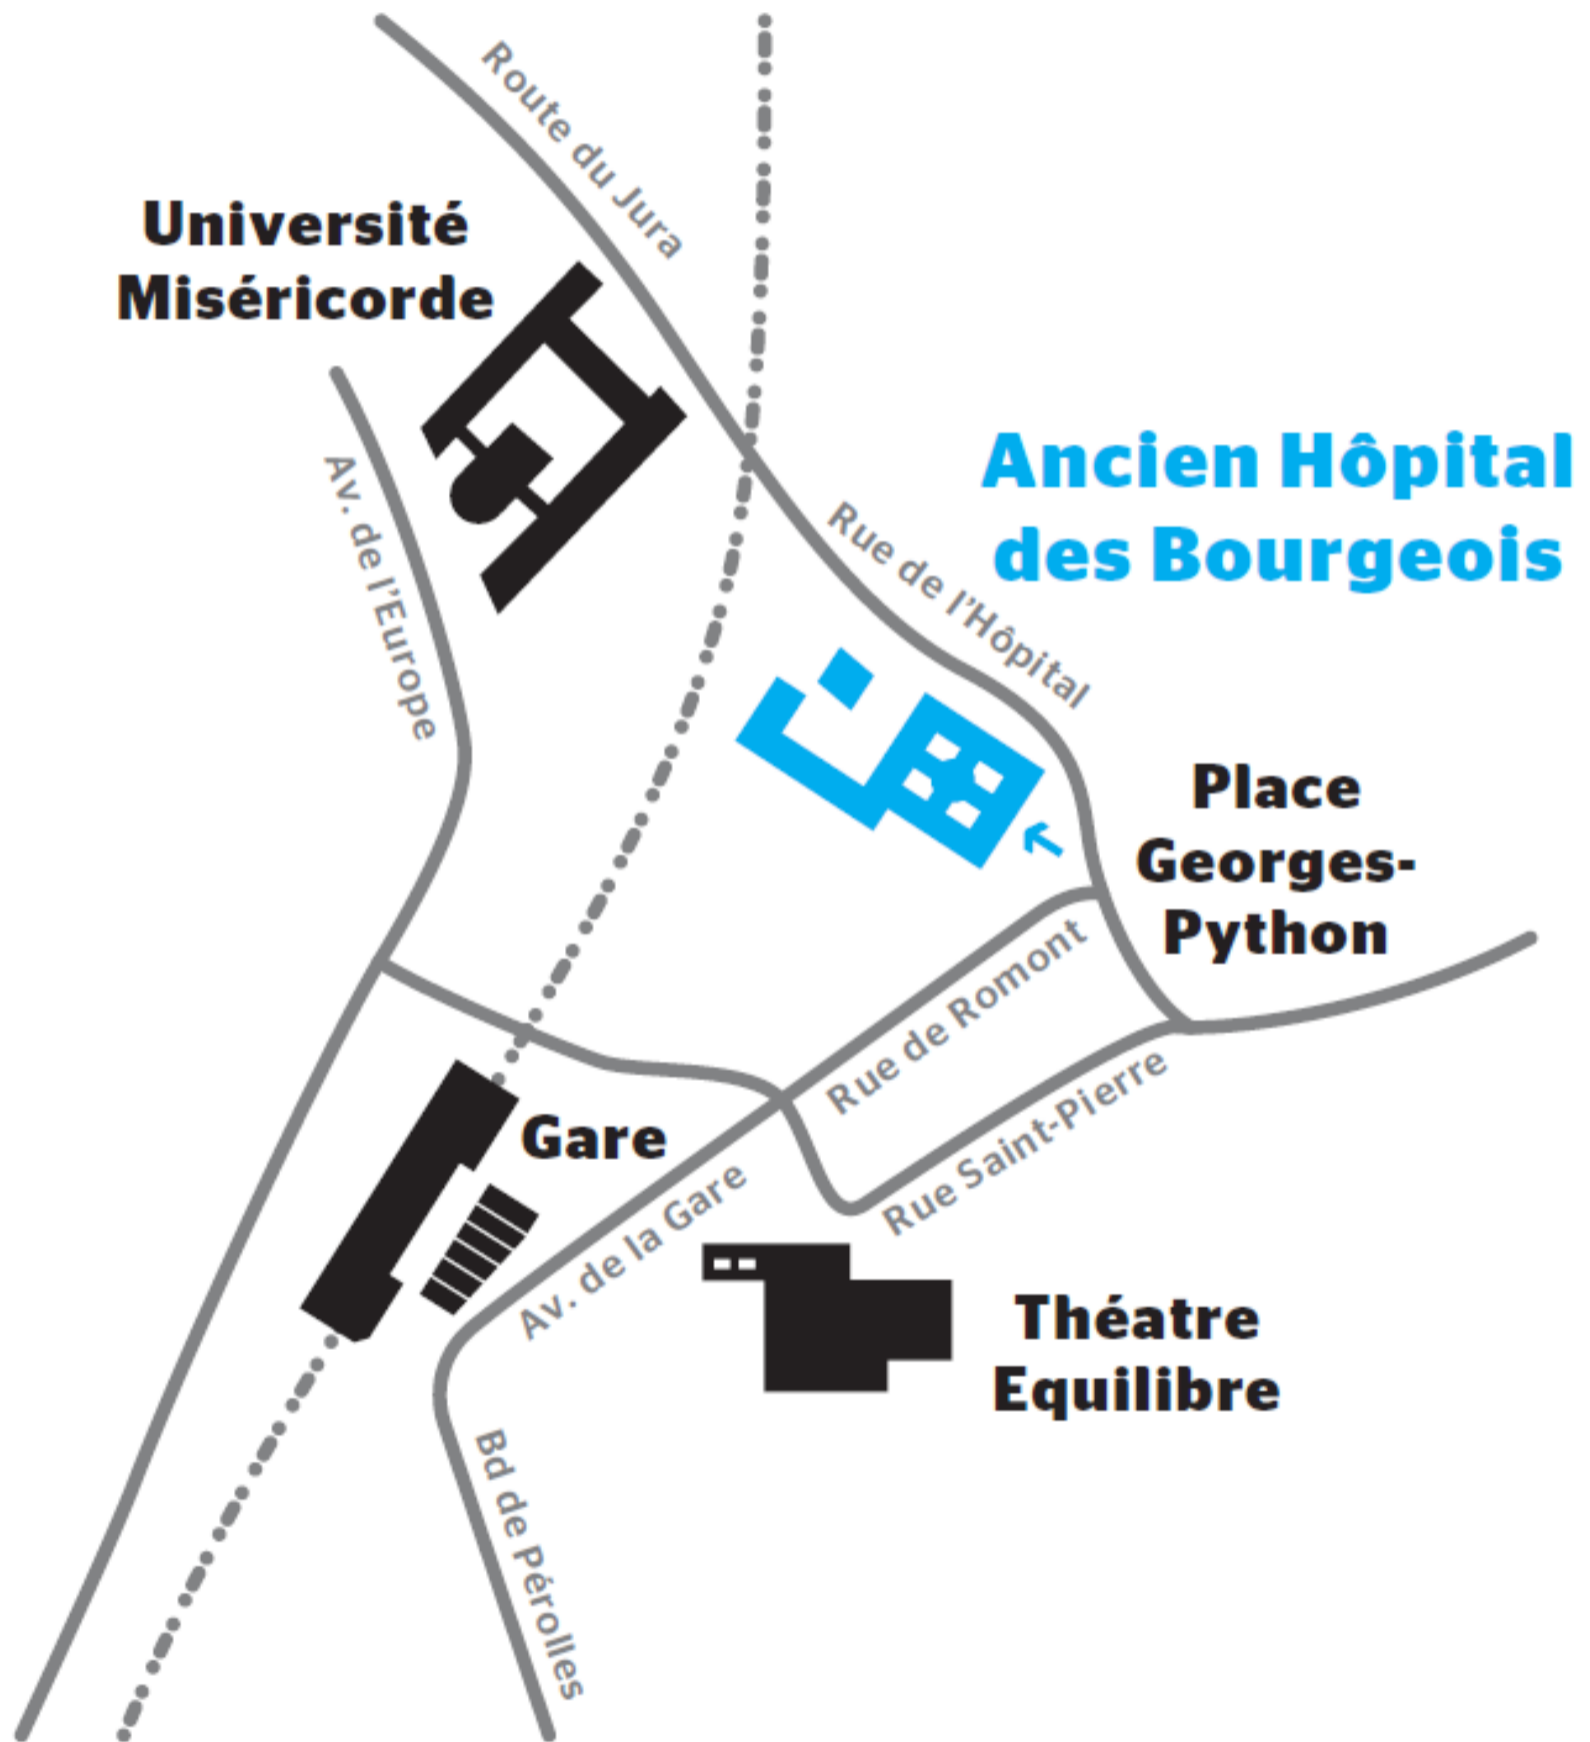 Route du Jura
Université
Miséricorde
Av. de l'Europe
Ancien Hôpital
des Bourgeois
Rue de l'Hôpital
Place
Georges-
Python
Rue de Romont
Rue Saint-Pierre
Gare
Av. de la Gare
Théatre
Equilibre
Bd de Pérolles